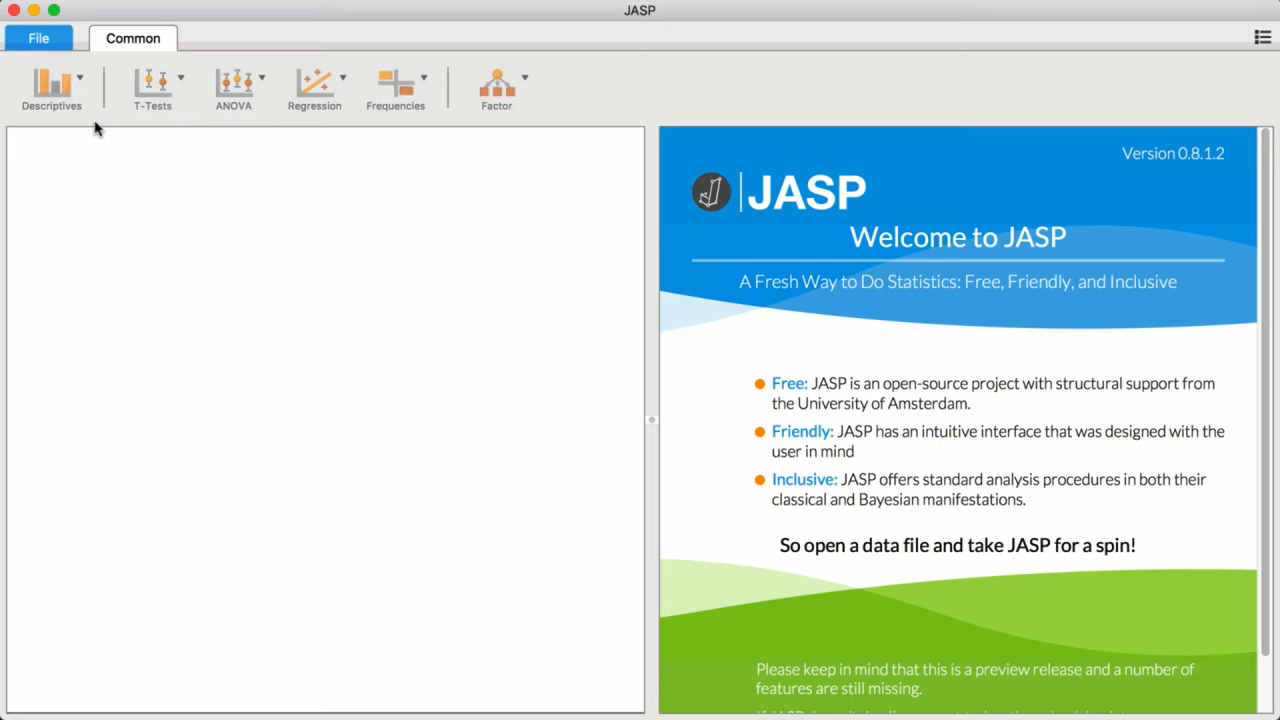 JASP
File
Common
Descriptives
T-Tests
ANOVA
Regression
Frequencies
Factor
Version 0.8.1.2
JASP
Welcome to JASP
A Fresh Way to Do Statistics: Free, Friendly, and Inclusive
Free: JASP is an open-source project with structural support from
the University of Amsterdam.
Friendly: JASP has an intuitive interface that was designed with the
user in mind
Inclusive: JASP offers standard analysis procedures in both their
classical and Bayesian manifestations.
So open a data file and take JASP for a spin!
Please keep in mind that this is a preview release and a number of
features are still missing.